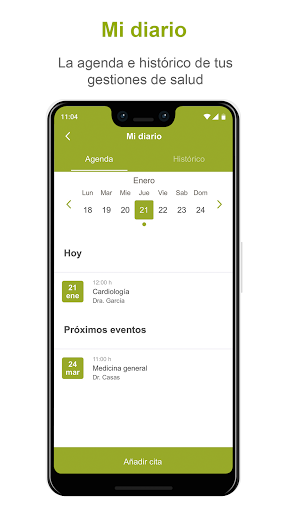 Mi diario
La agenda e histórico de tus
gestiones de salud
11:04
Mi diario
Agenda Histórico
Enero
Lun Mar Mie Jue Vie Sab Dom
18 19 20 21 22 23 24
Hoy
21 ene
12:00 h
Cardiología
Dra. García
Próximos eventos
24 mar
11:00 h
Medicina general
Dr. Casas
Añadir cita